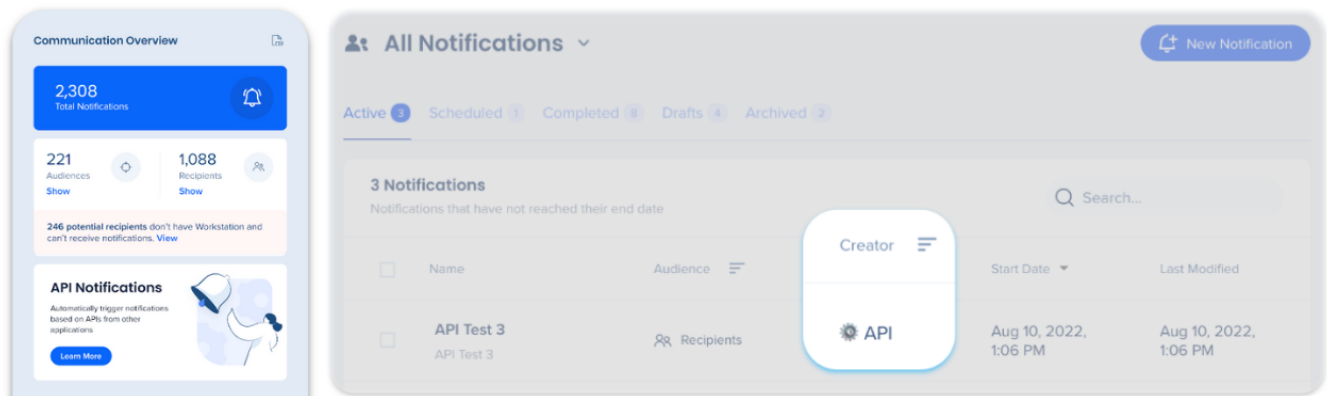 Communication Overview
2,308
Total Notifications
221
Audiences
Show
1,088
Recipients
Show
246 potential recipients don't have Workstation and
can't receive notifications. View
API Notifications
Automatically trigger notifications
based on APIs from other
applications
Learn More
All Notifications
New Notification
Active 3 Scheduled 1 Completed 8 Drafts 4 Archived 2
3 Notifications
Notifications that have not reached their end date
Search...
Name Audience Creator Start Date Last Modified
API Test 3
API Test 3
Recipients
API
Aug 10, 2022,
1:06 PM
Aug 10, 2022,
1:06 PM